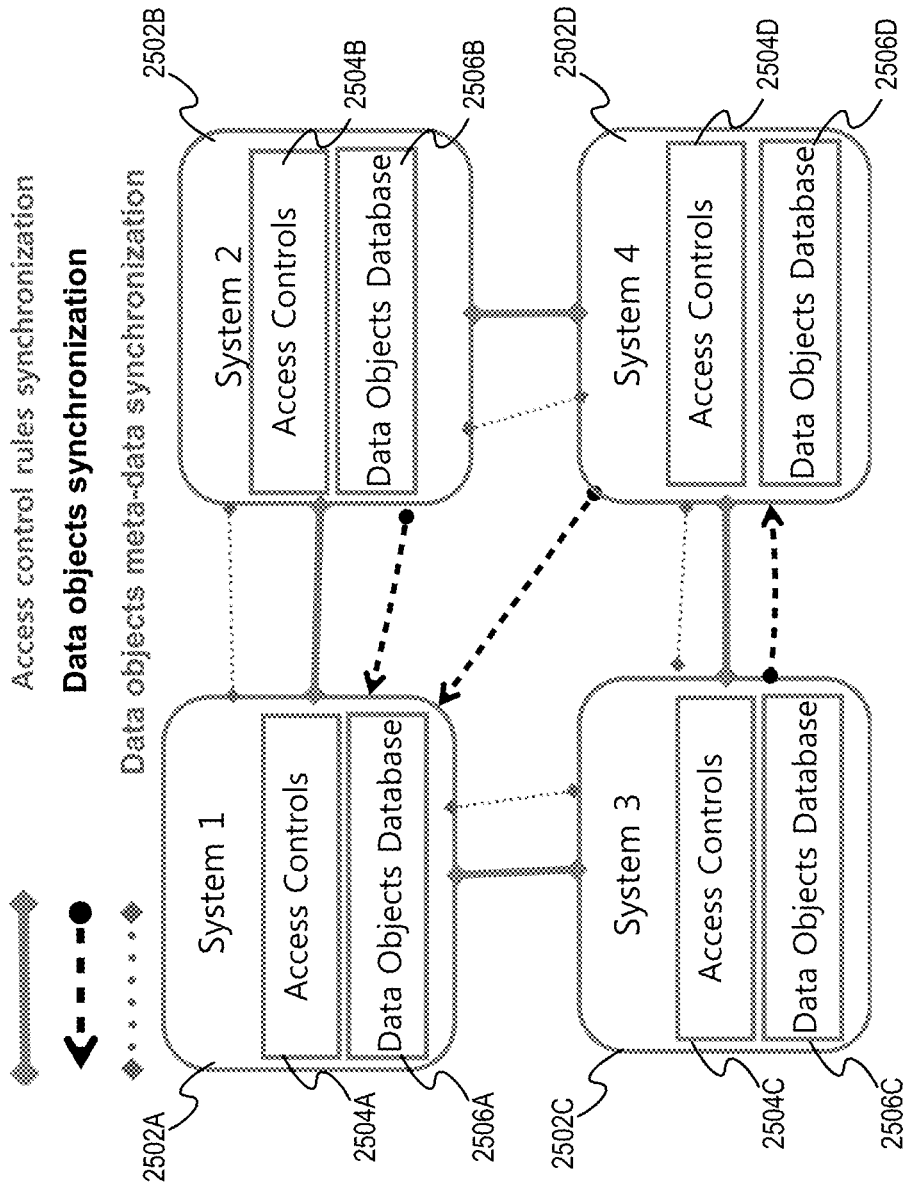 Access control rules synchronization
Data objects synchronization
Data objects meta-data synchronization
2502A
System 1
2504A
Access Controls
2506A
Data Objects Database
2502B
System 2
2504B
Access Controls
2506B
Data Objects Database
2502C
System 3
2504C
Access Controls
2506C
Data Objects Database
2502D
System 4
2504D
Access Controls
2506D
Data Objects Database